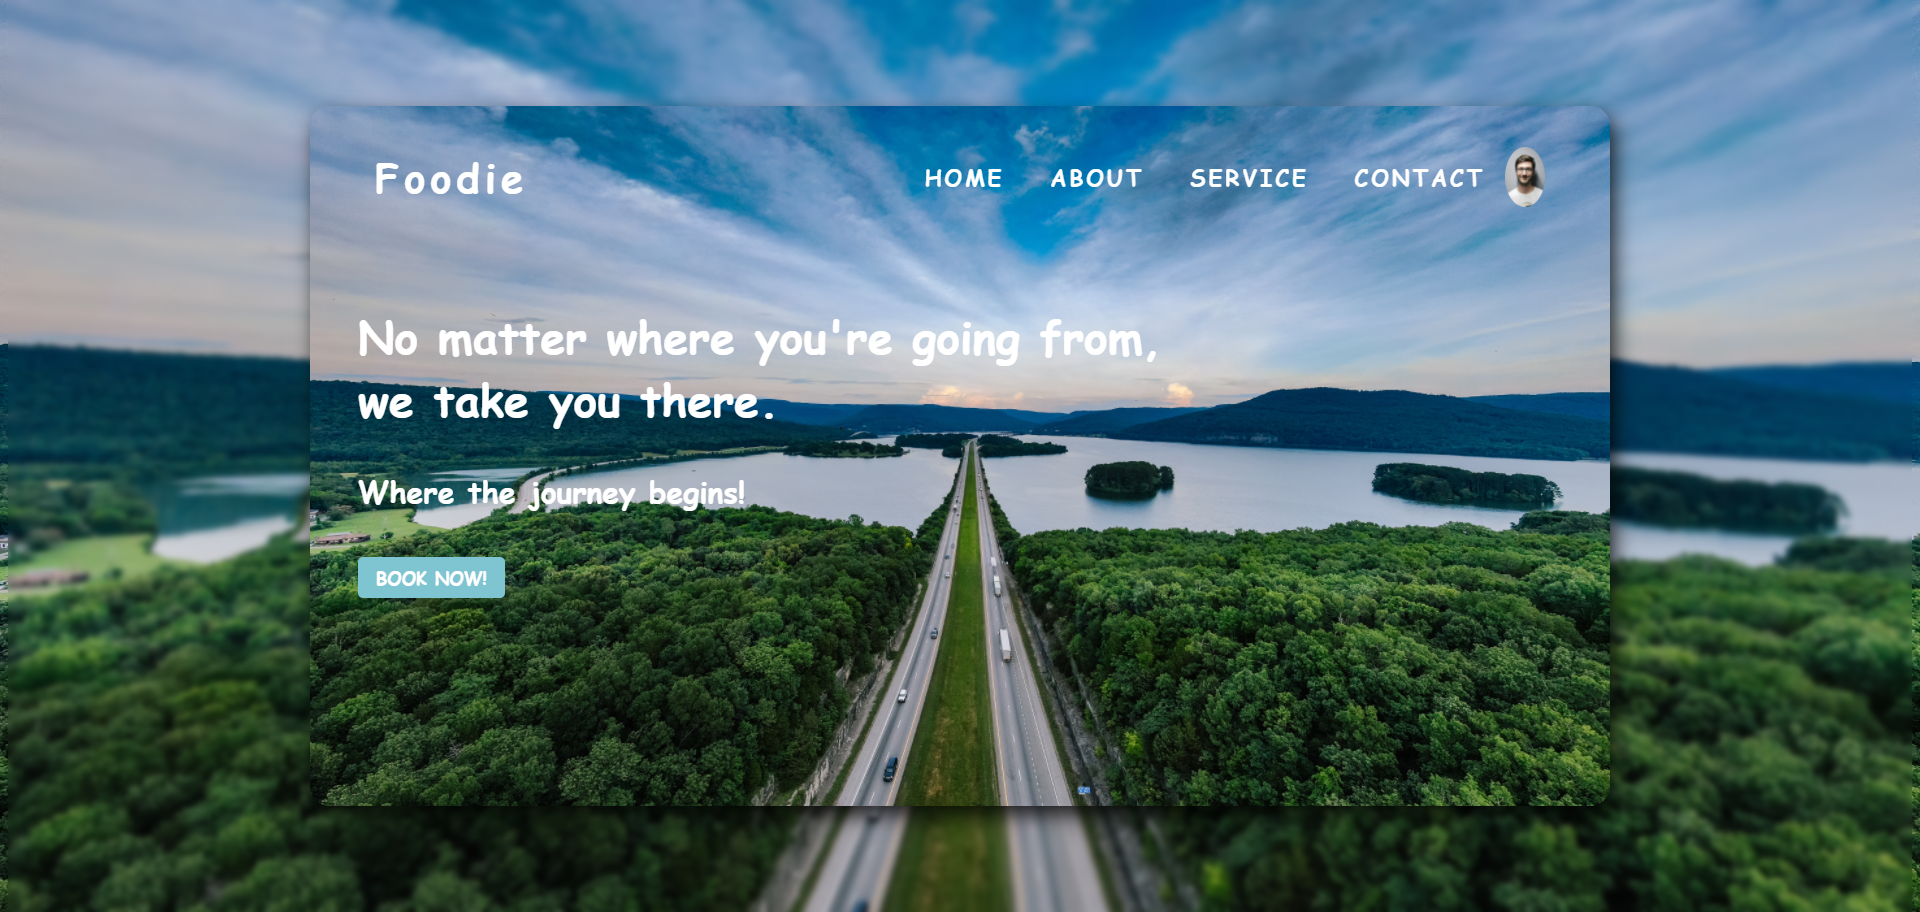 Foodie
HOME ABOUT SERVICE CONTACT
No matter where you're going from,
we take you there.
Where the journey begins!
BOOK NOW!